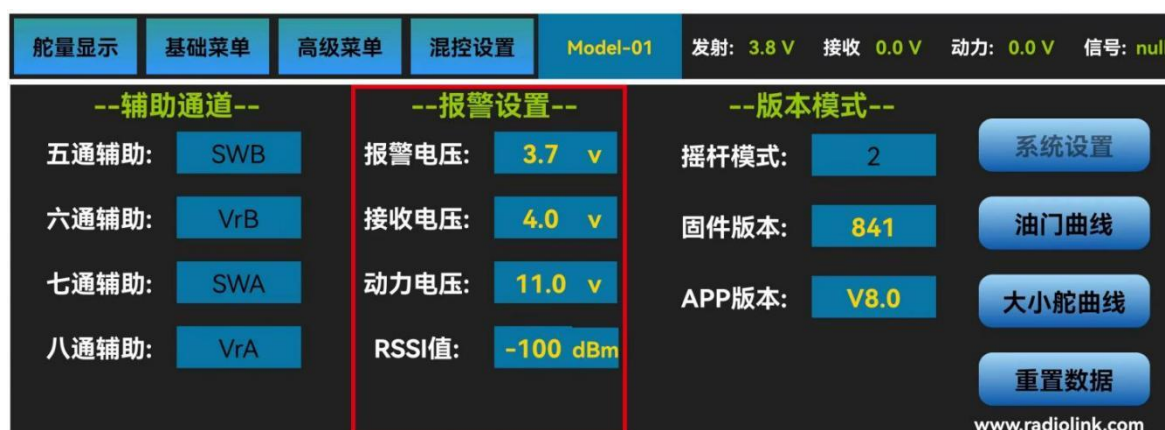 舵量显示 基础菜单 高级菜单 混控设置 Model-01 发射: 3.8 V 接收 0.0 V 动力: 0.0 V 信号: nul
--辅助通道-- --报警设置-- --版本模式--
五通辅助: SWB 报警电压: 3.7 v 摇杆模式: 2 系统设置
六通辅助: VrB 接收电压: 4.0 v 固件版本: 841 油门曲线
七通辅助: SWA 动力电压: 11.0 v APP版本: V8.0 大小舵曲线
八通辅助: VrA RSSI值: -100 dBm 重置数据
www.radiolink.com